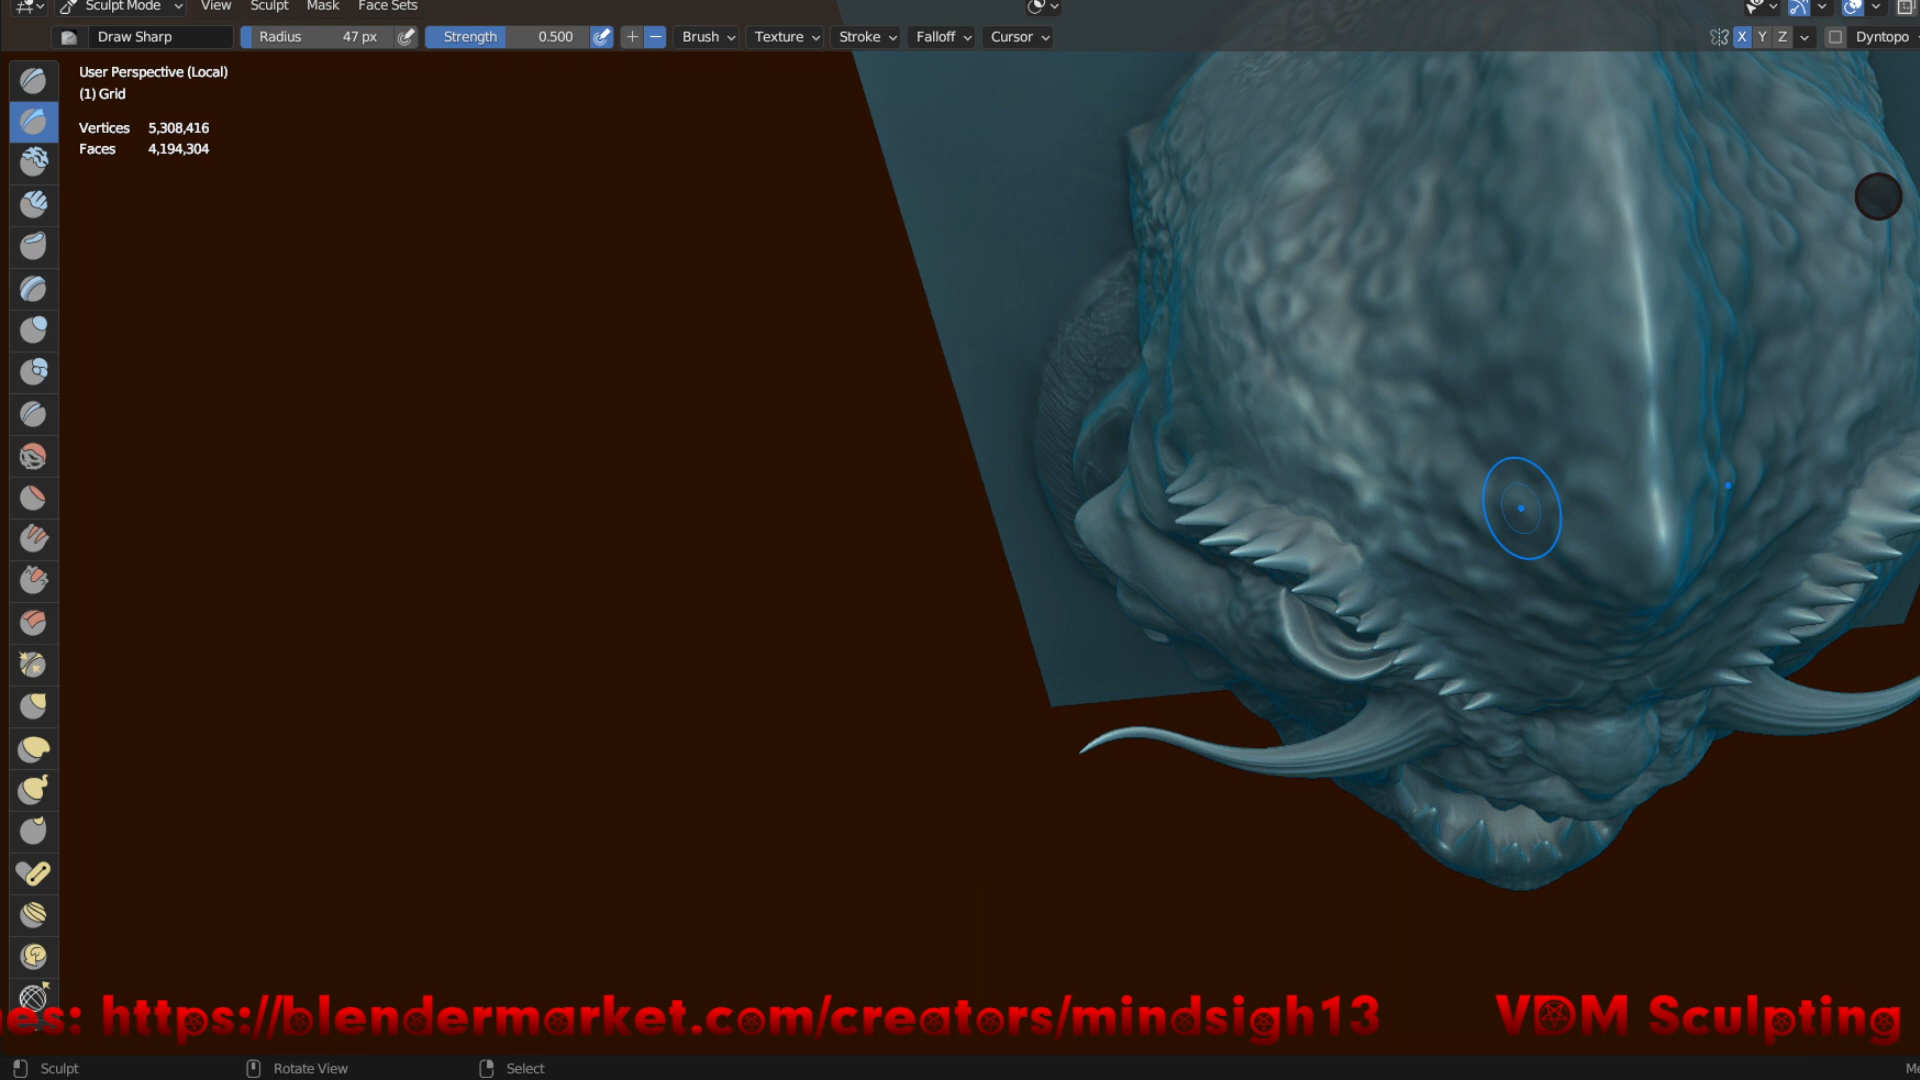 Sculpt Mode View Sculpt Mask Face Sets
Draw Sharp Radius 47 px Strength 0.500 Brush Texture Stroke Falloff Cursor X Y Z Dyntopo
User Perspective (Local)
(1) Grid
Vertices 5,308,416
Faces 4,194,304
es: https://blendermarket.com/creators/mindsigh13 VDM Sculpting
Sculpt Rotate View Select